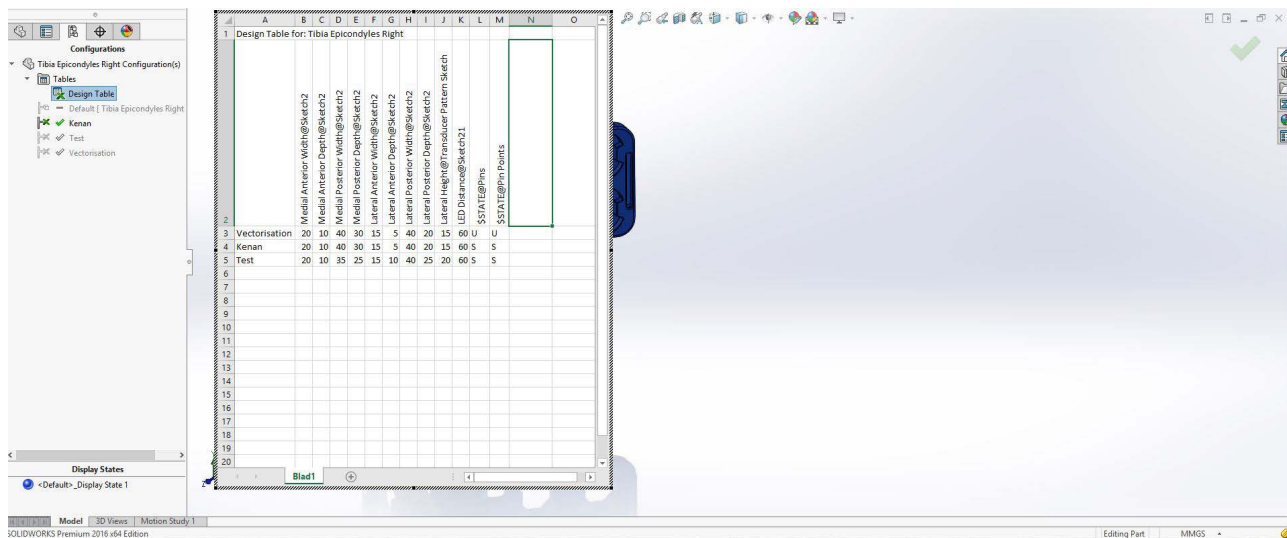 Configurations
Tibia Epicondyles Right Configuration(s)
Tables
Design Table
Default [ Tibia Epicondyles Right
Kenan
Test
Vectorisation
Display States
<Default>_Display State 1
A B C D E F G H I J K L M N O
1 Design Table for: Tibia Epicondyles Right
2
Medial Anterior Width@Sketch2
Medial Anterior Depth@Sketch2
Medial Posterior Width@Sketch2
Medial Posterior Depth@Sketch2
Lateral Anterior Width@Sketch2
Lateral Anterior Depth@Sketch2
Lateral Posterior Width@Sketch2
Lateral Posterior Depth@Sketch2
Lateral Height@Transducer Pattern Sketch
LED Distance@Sketch21
$STATE@Pins
$STATE@Pin Points
3 Vectorisation 20 10 40 30 15 5 40 20 15 60 U U
4 Kenan 20 10 40 30 15 5 40 20 15 60 S S
5 Test 20 10 35 25 15 10 40 25 20 60 S S
6
7
8
9
10
11
12
13
14
15
16
17
18
19
20
Blad1
Z
Model 3D Views Motion Study 1
SOLIDWORKS Premium 2016 x64 Edition
Editing Part MMGS